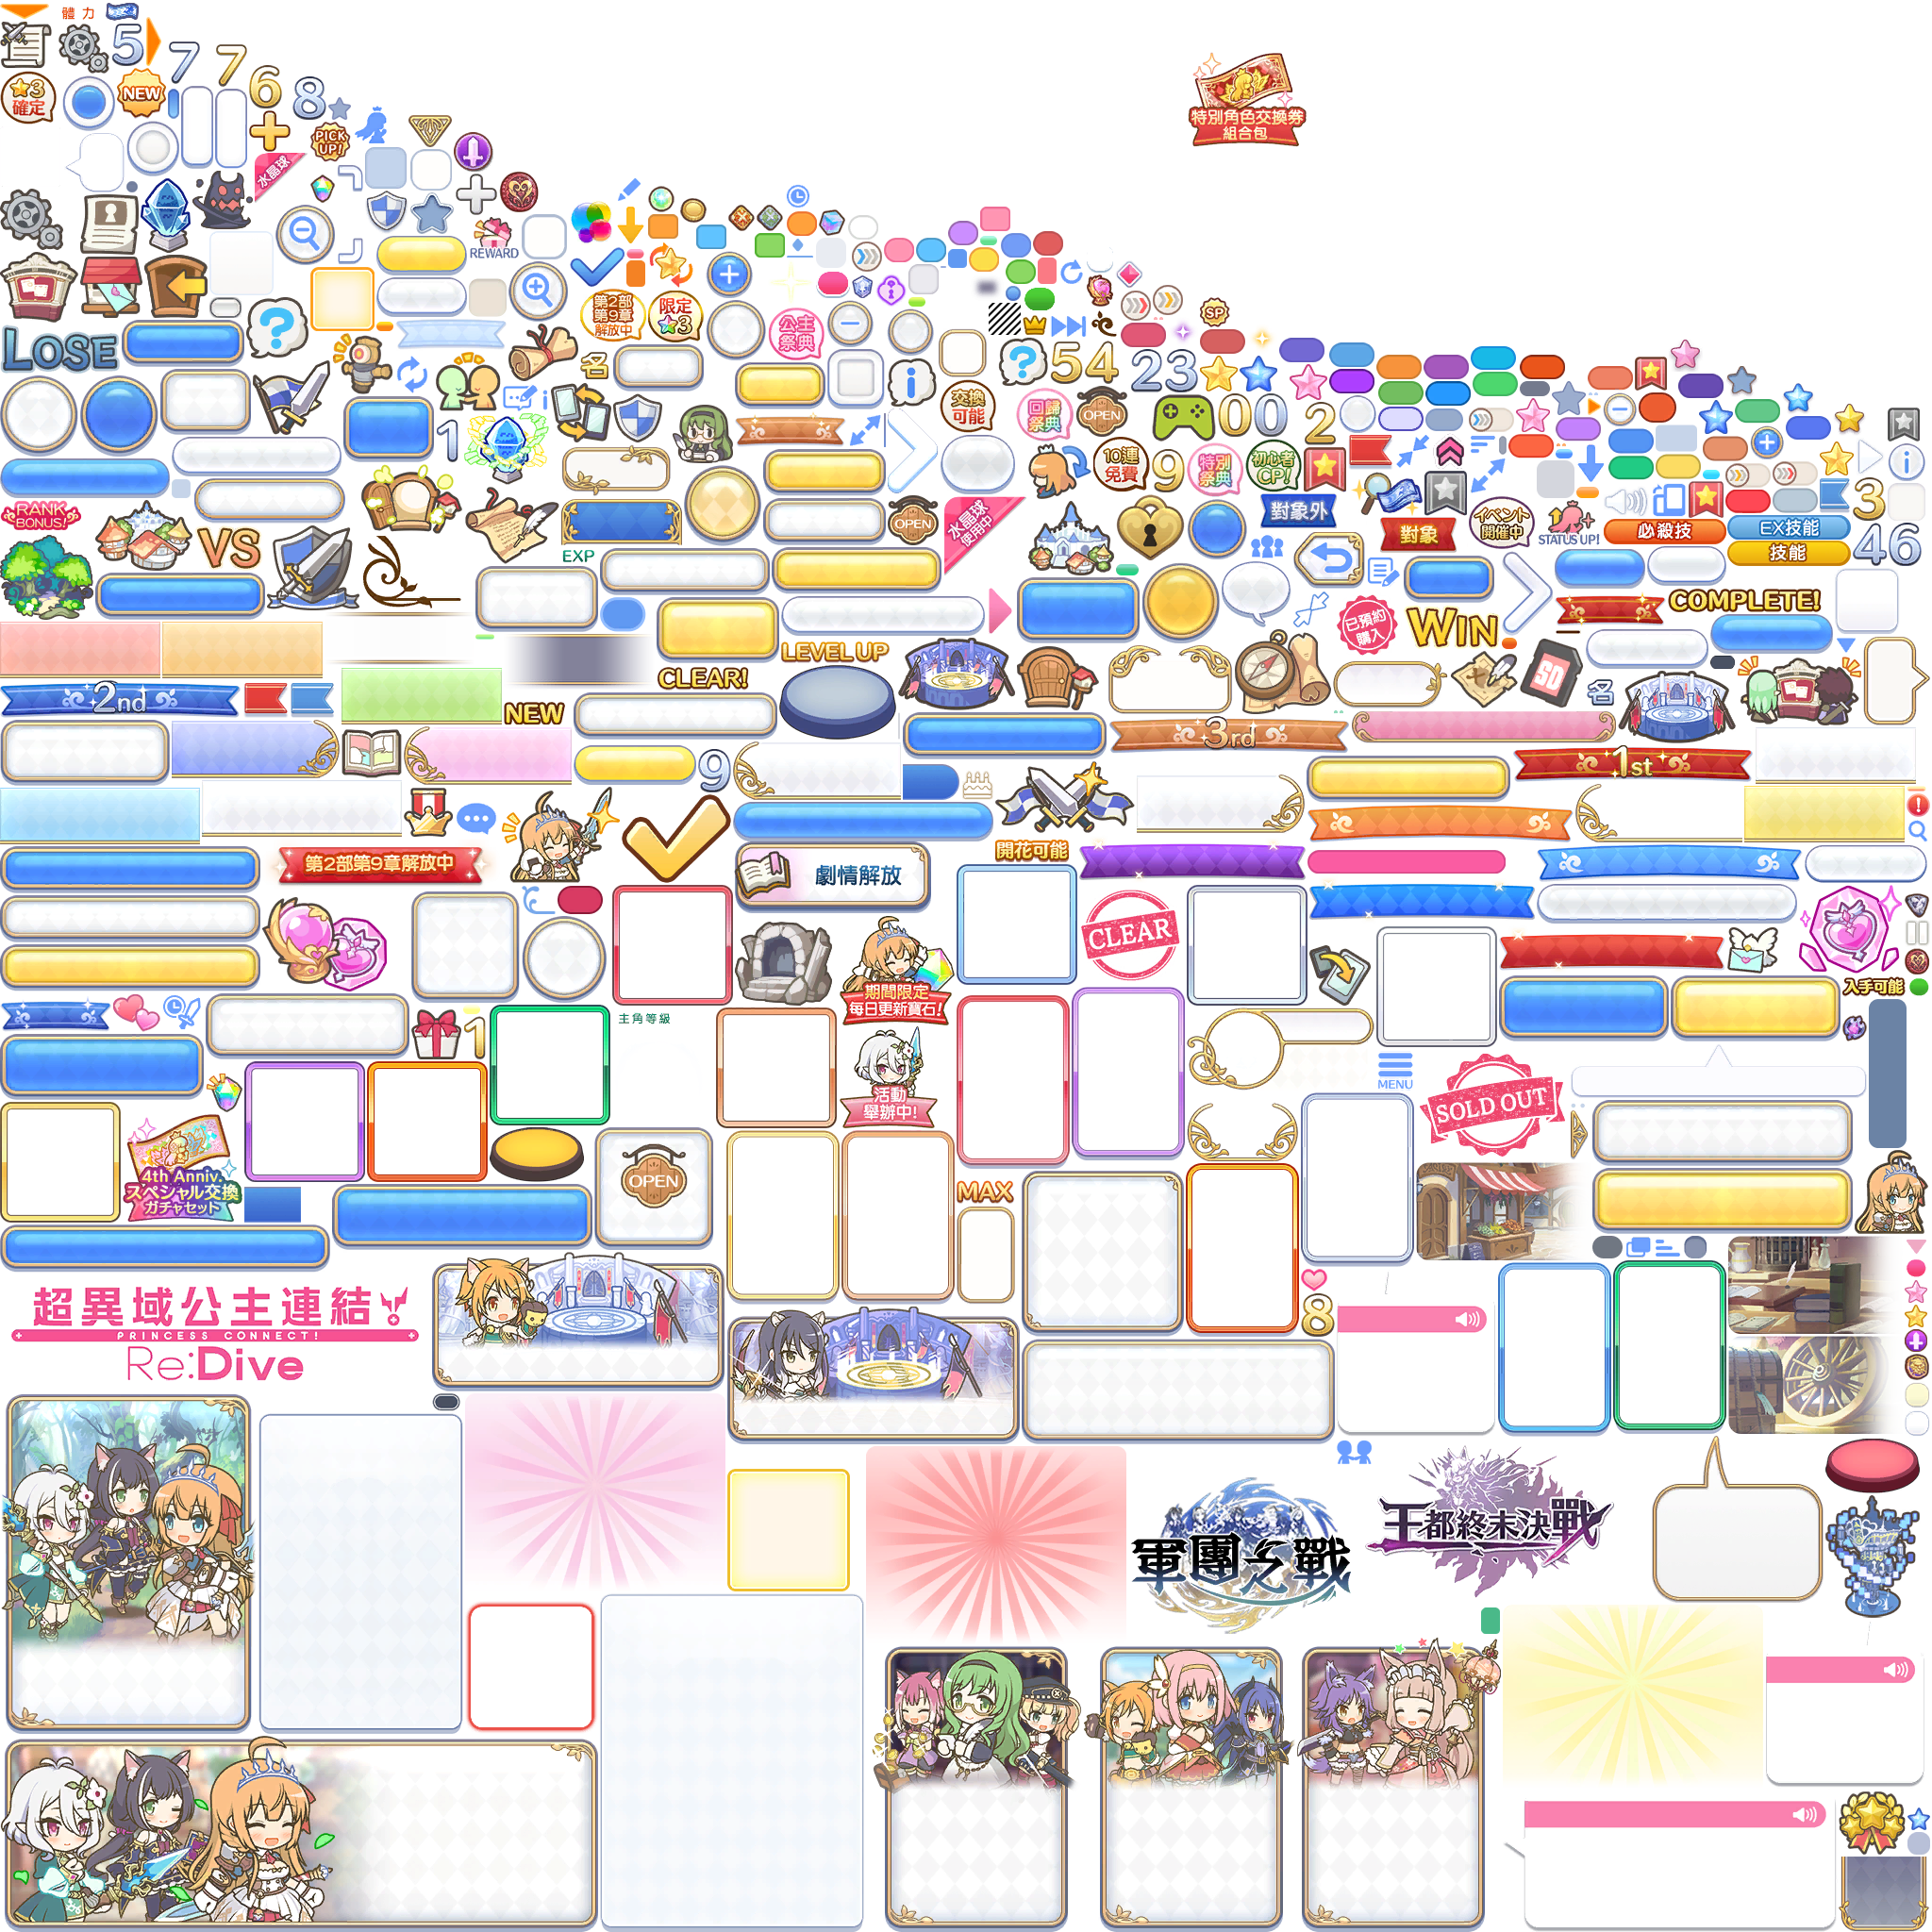 體力
5
7
7
6
8
★3
確定
NEW
PICK
UP!
水晶球
特別角色交換券
組合包
REWARD
第2部
第9章
解放中
限定
★3
公主
祭典
SP
LOSE
名
54
23
交換
可能
回歸
祭典
OPEN
00
2
1
10連
免費
9
特別
祭典
初心者
CP!
3
RANK
BONUS!
VS
EXP
OPEN
水晶球
使用中
對象外
對象
イベント
開催中
STATUS UP!
必殺技
EX技能
技能
46
已預約
購入
WIN
COMPLETE!
LEVEL UP
CLEAR!
SD
名
2nd
NEW
3rd
1st
9
第2部第9章解放中
劇情解放
開花可能
CLEAR
期間限定
每日更新寶石!
入手可能
1
主角等級
活動
舉辦中!
MENU
SOLD OUT
4th Anniv.
スペシャル交換
ガチャセット
OPEN
MAX
8
超異域公主連結
PRINCESS CONNECT!
Re:Dive
軍團之戰
王都終末決戰